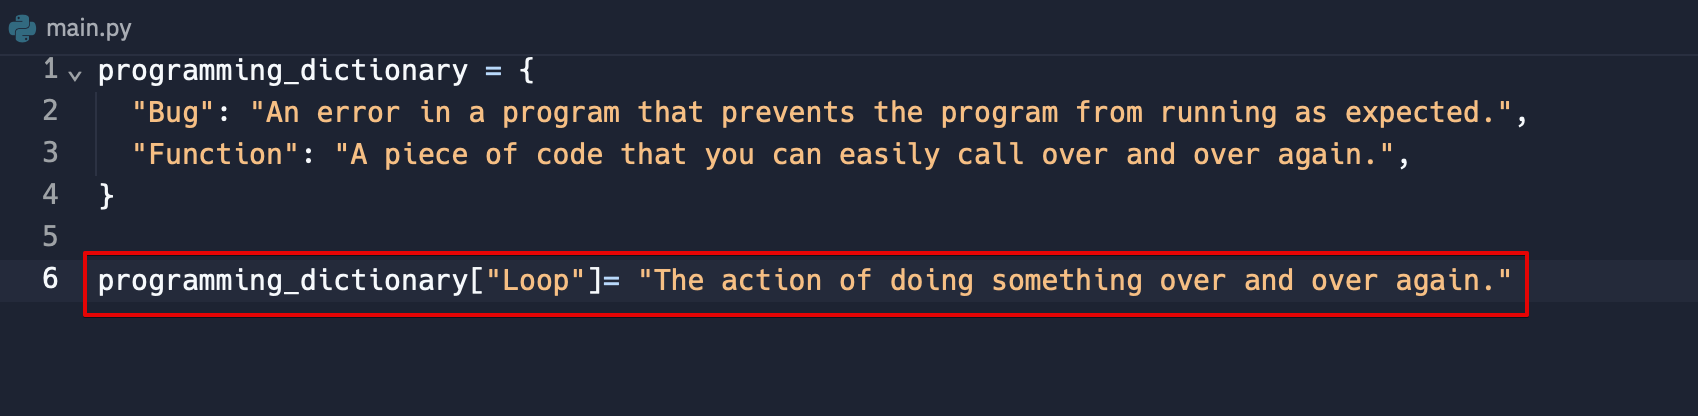 main.py
1 programming_dictionary = {
2 "Bug": "An error in a program that prevents the program from running as expected.",
3 "Function": "A piece of code that you can easily call over and over again.",
4 }
5
6 programming_dictionary["Loop"]= "The action of doing something over and over again."